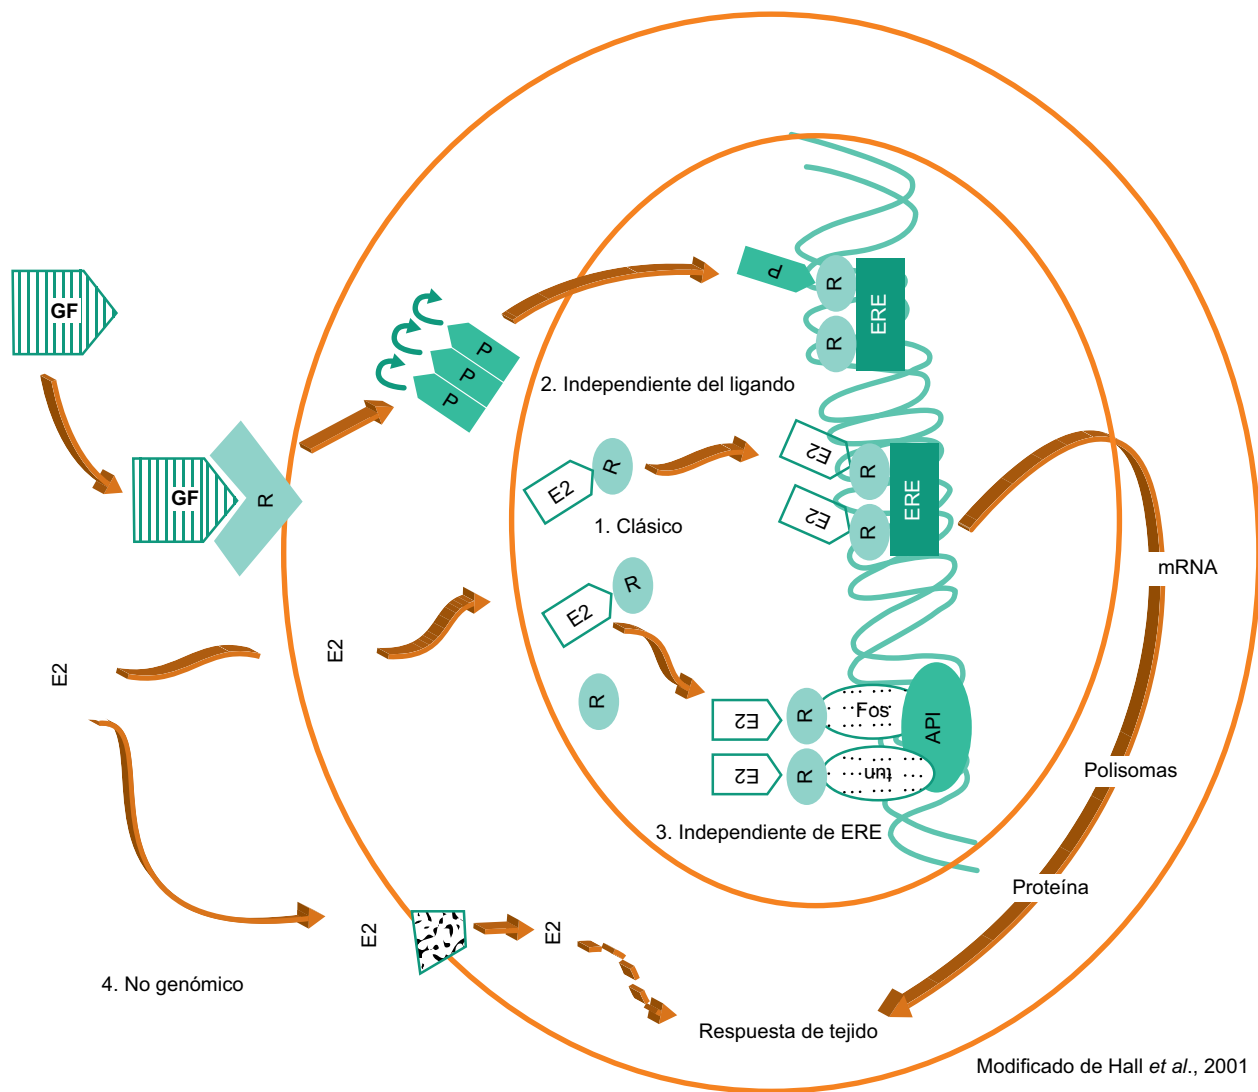 GF
GF
R
P
P
P
P
R
R
ERE
2. Independiente del ligando
E2
R
1. Clásico
E2
E2
R
R
ERE
mRNA
E2
R
E2
E2
R
E2
R
Fos
API
E2
R
tun
3. Independiente de ERE
Polisomas
Proteína
E2
E2
4. No genómico
Respuesta de tejido
Modificado de Hall et al., 2001